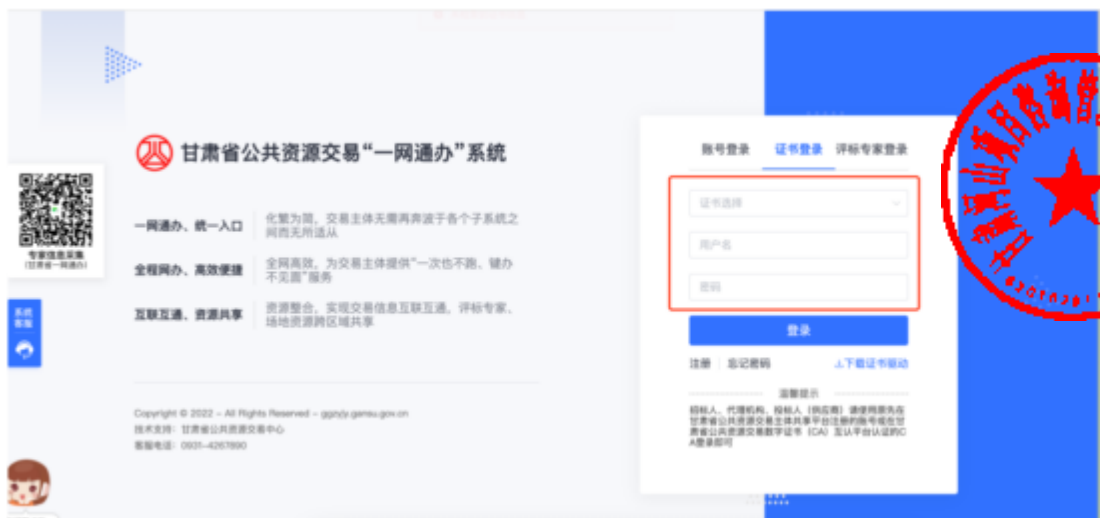 甘肃省公共资源交易“一网通办”系统
一网通办、统一入口
化繁为简，交易主体无需再奔波于各个子系统之
间而无所适从
全程网办、高效便捷
全网高效，为交易主体提供“一次也不跑、键办
不见面”服务
互联互通、资源共享
资源整合，实现交易信息互联互通，评标专家、
场地资源跨区域共享
Copyright © 2022 - All Rights Reserved - ggzyjy.gansu.gov.cn
技术支持：甘肃省公共资源交易中心
客服电话：0931-4267890
专家信息采集
(甘肃省一网通办)
系统
客服
账号登录 证书登录 评标专家登录
证书选择
用户名
密码
登录
注册 忘记密码 下载证书驱动
温馨提示
招标人、代理机构、投标人（供应商）请使用原先在
甘肃省公共资源交易主体共享平台注册的账号或在甘
肃省公共资源交易数字证书（CA）互认平台认证的C
A登录即可